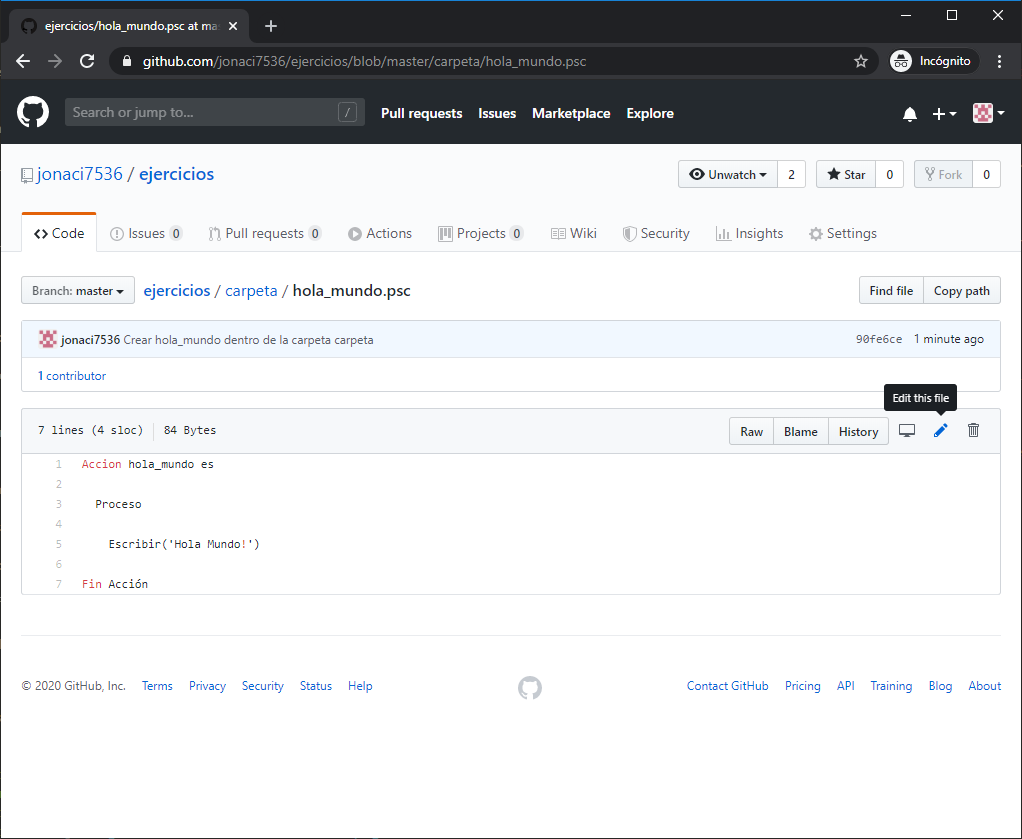 ejercicios/hola_mundo.psc at ma
github.com/jonaci7536/ejercicios/blob/master/carpeta/hola_mundo.psc
Incógnito
Search or jump to...
/
Pull requests Issues Marketplace Explore
jonaci7536 / ejercicios
Unwatch 2 Star 0 Fork 0
Code Issues 0 Pull requests 0 Actions Projects 0 Wiki Security Insights Settings
Branch: master ejercicios / carpeta / hola_mundo.psc Find file Copy path
jonaci7536 Crear hola_mundo dentro de la carpeta carpeta 90fe6ce 1 minute ago
1 contributor
Edit this file
7 lines (4 sloc) 84 Bytes Raw Blame History
1 Accion hola_mundo es
2
3 Proceso
4
5 Escribir('Hola Mundo!')
6
7 Fin Acción
© 2020 GitHub, Inc. Terms Privacy Security Status Help Contact GitHub Pricing API Training Blog About